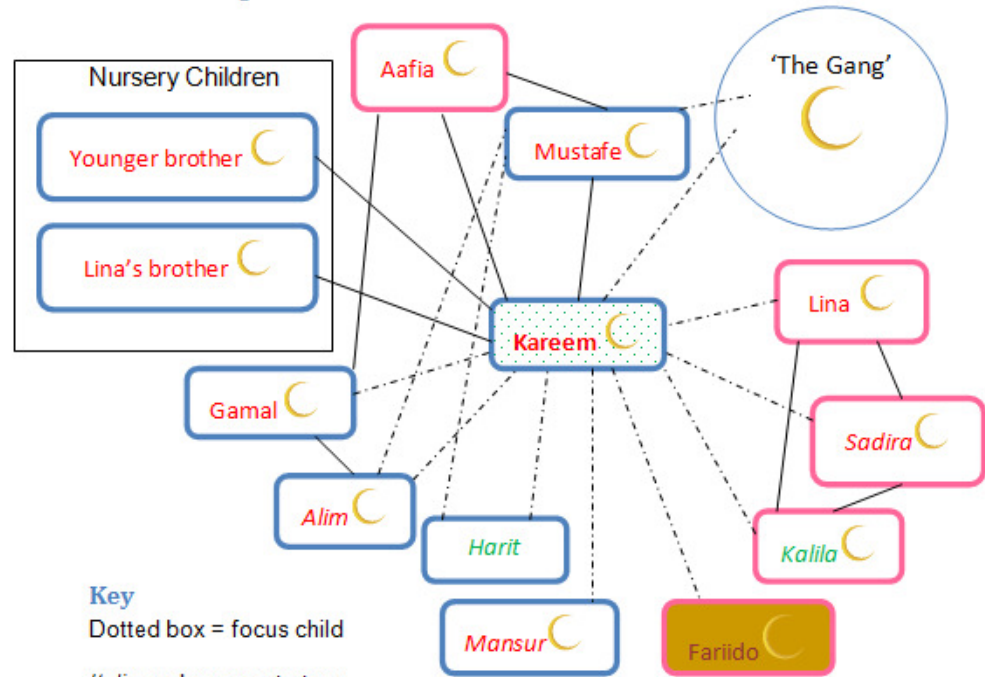 Nursery Children
Younger brother
Lina's brother
Aafia
Mustafe
'The Gang'
Kareem
Lina
Gamal
Sadira
Alim
Harit
Kalila
Mansur
Fariido
Key
Dotted box = focus child